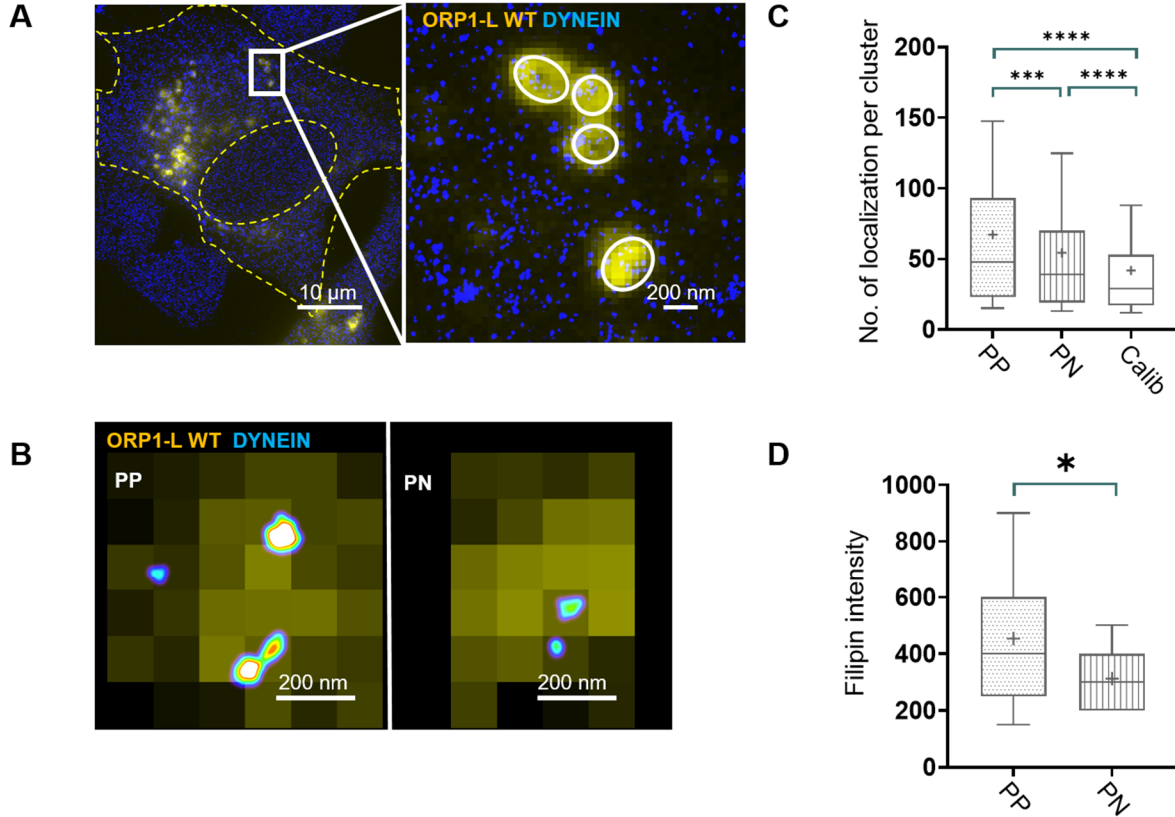 A
ORP1-L WT DYNEIN
10 µm
200 nm
B
ORP1-L WT DYNEIN
PP
PN
200 nm
200 nm
C
No. of localization per cluster
200
150
100
50
0
****
***
****
PP
PN
Calib
D
Filipin intensity
1000
800
600
400
200
0
*
PP
PN